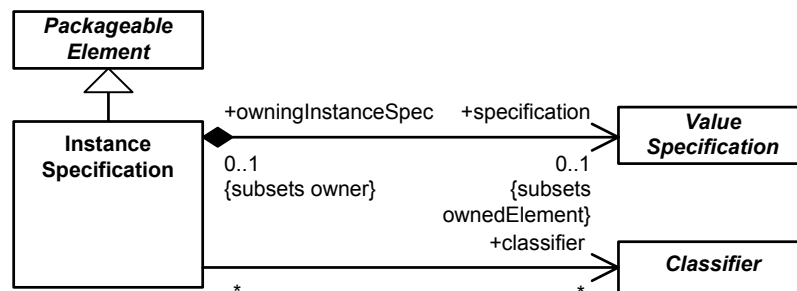 Packageable
Element
Instance
Specification
+owningInstanceSpec
+specification
0..1
{subsets owner}
0..1
{subsets
ownedElement}
Value
Specification
+classifier
*
*
Classifier